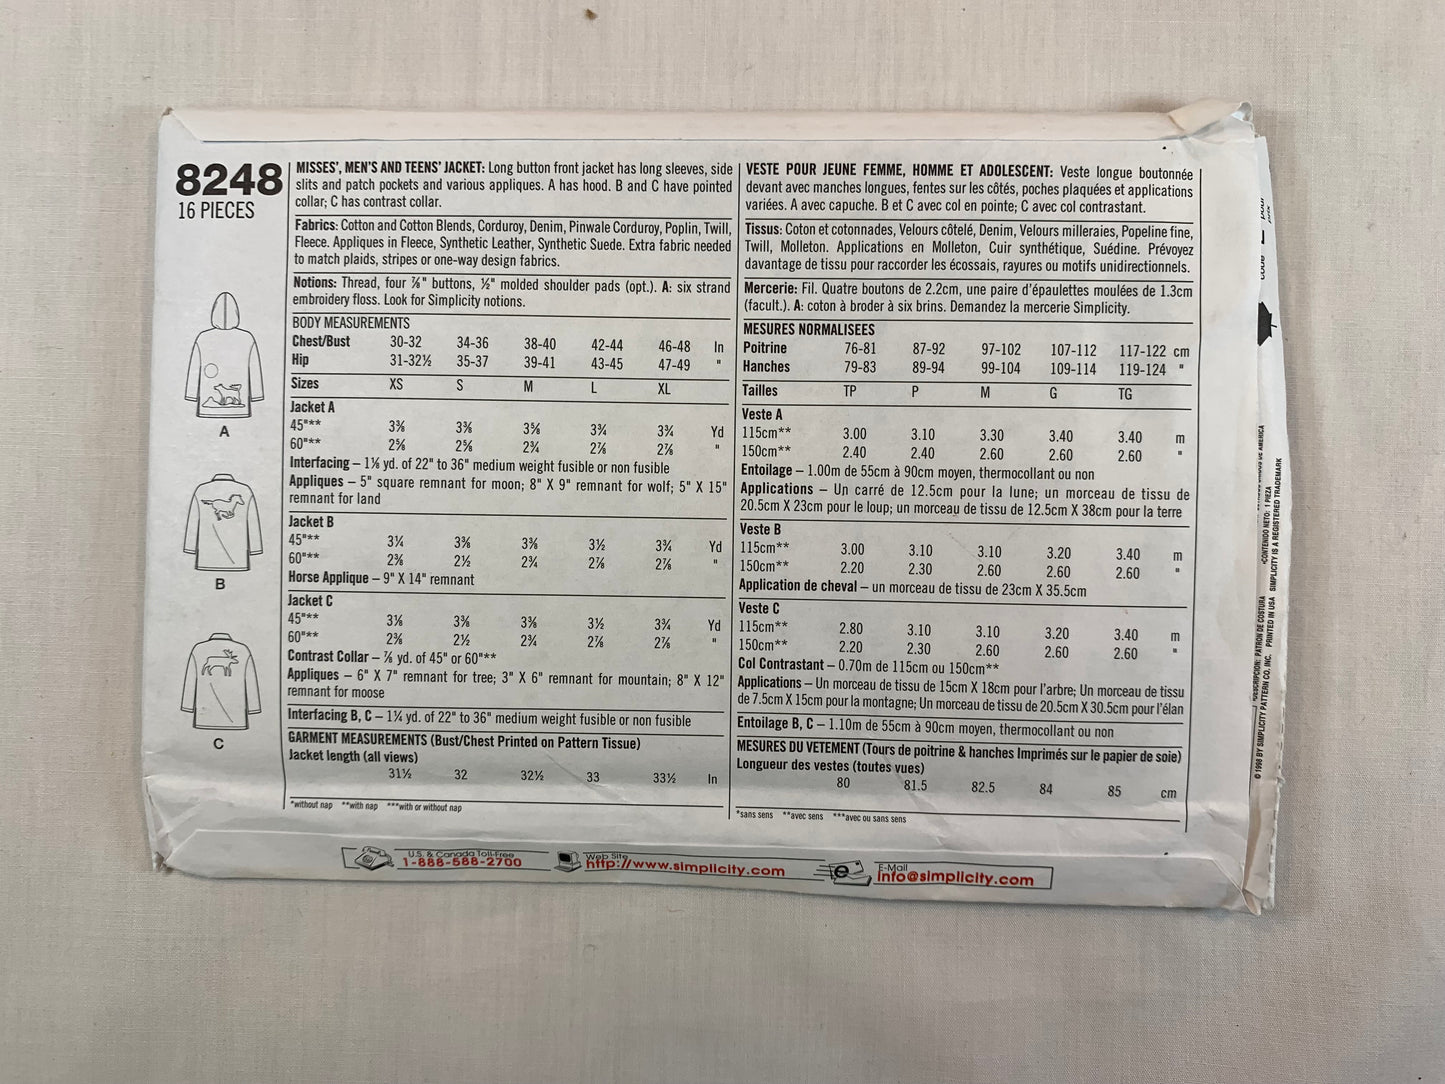 8248
16 PIECES
A
B
C
MISSES', MEN'S AND TEENS' JACKET: Long button front jacket has long sleeves, side
slits and patch pockets and various appliques. A has hood. B and C have pointed
collar; C has contrast collar.
Fabrics: Cotton and Cotton Blends, Corduroy, Denim, Pinwale Corduroy, Poplin, Twill,
Fleece. Appliques in Fleece, Synthetic Leather, Synthetic Suede. Extra fabric needed
to match plaids, stripes or one-way design fabrics.
Notions: Thread, four ⅞" buttons, ½" molded shoulder pads (opt.). A: six strand
embroidery floss. Look for Simplicity notions.
BODY MEASUREMENTS
Chest/Bust 30-32 34-36 38-40 42-44 46-48 In
Hip 31-32½ 35-37 39-41 43-45 47-49 "
Sizes XS S M L XL
Jacket A
45"** 3⅜ 3⅜ 3⅝ 3¾ 3¾ Yd
60"** 2⅝ 2⅝ 2¾ 2⅞ 2⅞ "
Interfacing – 1⅛ yd. of 22" to 36" medium weight fusible or non fusible
Appliques – 5" square remnant for moon; 8" X 9" remnant for wolf; 5" X 15"
remnant for land
Jacket B
45"** 3¼ 3⅜ 3⅜ 3½ 3¾ Yd
60"** 2⅜ 2½ 2¾ 2⅞ 2⅞ "
Horse Applique – 9" X 14" remnant
Jacket C
45"** 3⅛ 3⅜ 3⅜ 3½ 3¾ Yd
60"** 2⅜ 2½ 2¾ 2⅞ 2⅞ "
Contrast Collar – ⅞ yd. of 45" or 60"**
Appliques – 6" X 7" remnant for tree; 3" X 6" remnant for mountain; 8" X 12"
remnant for moose
Interfacing B, C – 1¼ yd. of 22" to 36" medium weight fusible or non fusible
GARMENT MEASUREMENTS (Bust/Chest Printed on Pattern Tissue)
Jacket length (all views)
31½ 32 32½ 33 33½ In
*without nap **with nap ***with or without nap
VESTE POUR JEUNE FEMME, HOMME ET ADOLESCENT: Veste longue boutonnée
devant avec manches longues, fentes sur les côtés, poches plaquées et applications
variées. A avec capuche. B et C avec col en pointe; C avec col contrastant.
Tissus: Coton et cotonnades, Velours côtelé, Denim, Velours milleraies, Popeline fine,
Twill, Molleton. Applications en Molleton, Cuir synthétique, Suédine. Prévoyez
davantage de tissu pour raccorder les écossais, rayures ou motifs unidirectionnels.
Mercerie: Fil. Quatre boutons de 2.2cm, une paire d'épaulettes moulées de 1.3cm
(facult.). A: coton à broder à six brins. Demandez la mercerie Simplicity.
MESURES NORMALISEES
Poitrine 76-81 87-92 97-102 107-112 117-122 cm
Hanches 79-83 89-94 99-104 109-114 119-124 "
Tailles TP P M G TG
Veste A
115cm** 3.00 3.10 3.30 3.40 3.40 m
150cm** 2.40 2.40 2.60 2.60 2.60 "
Entoilage – 1.00m de 55cm à 90cm moyen, thermocollant ou non
Applications – Un carré de 12.5cm pour la lune; un morceau de tissu de
20.5cm X 23cm pour le loup; un morceau de tissu de 12.5cm X 38cm pour la terre
Veste B
115cm** 3.00 3.10 3.10 3.20 3.40 m
150cm** 2.20 2.30 2.60 2.60 2.60 "
Application de cheval – un morceau de tissu de 23cm X 35.5cm
Veste C
115cm** 2.80 3.10 3.10 3.20 3.40 m
150cm** 2.20 2.30 2.60 2.60 2.60 "
Col Contrastant – 0.70m de 115cm ou 150cm**
Applications – Un morceau de tissu de 15cm X 18cm pour l'arbre; Un morceau de tissu
de 7.5cm X 15cm pour la montagne; Un morceau de tissu de 20.5cm X 30.5cm pour l'élan
Entoilage B, C – 1.10m de 55cm à 90cm moyen, thermocollant ou non
MESURES DU VETEMENT (Tours de poitrine & hanches Imprimés sur le papier de soie)
Longueur des vestes (toutes vues)
80 81.5 82.5 84 85 cm
*sans sens **avec sens ***avec ou sans sens
U.S. & Canada Toll-Free
1-888-588-2700
Web Site
http://www.simplicity.com
E-Mail
info@simplicity.com
pour
code
•DESCRIPCION: PATRON DE COSTURA •CONTENIDO NETO: 1 PIEZA
© 1998 BY SIMPLICITY PATTERN CO. INC. PRINTED IN USA SIMPLICITY IS A REGISTERED TRADEMARK